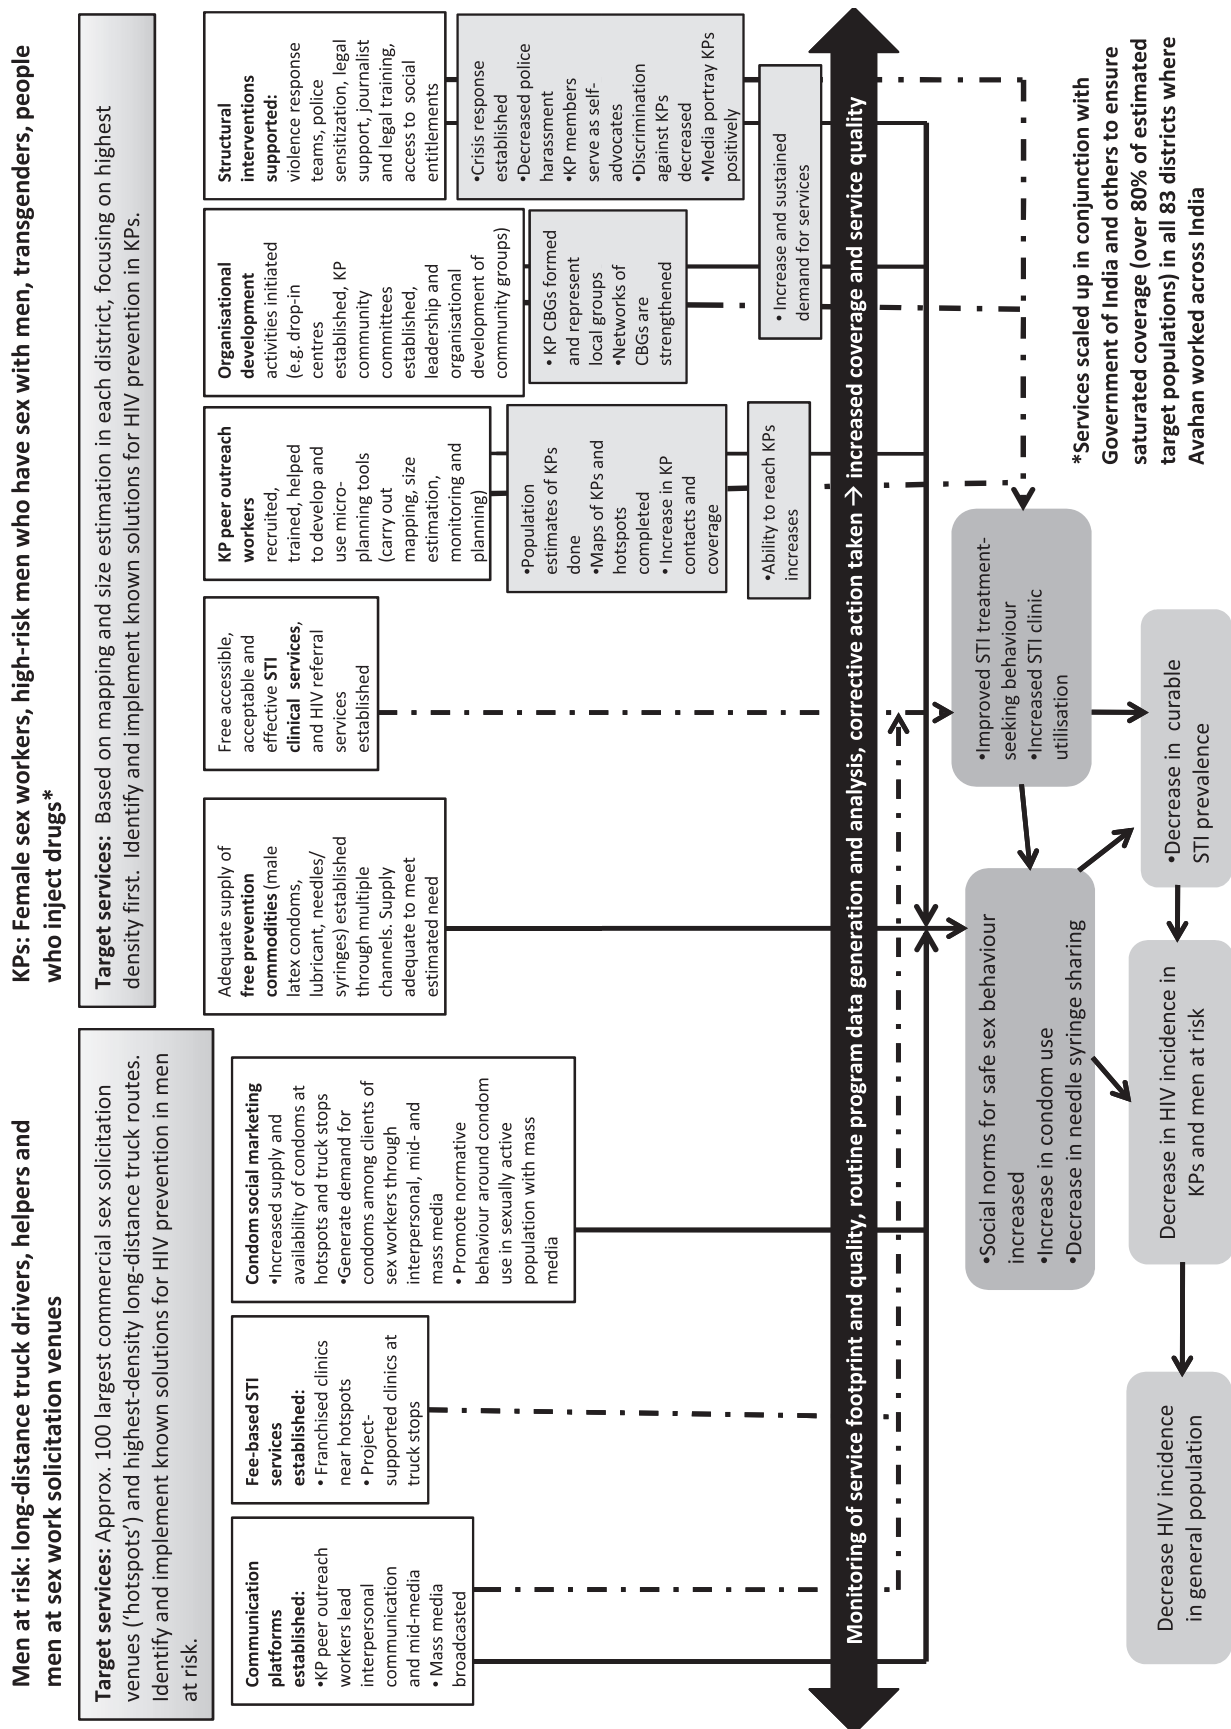 Men at risk: long-distance truck drivers, helpers and
men at sex work solicitation venues
KPs: Female sex workers, high-risk men who have sex with men, transgenders, people
who inject drugs*
Target services: Approx. 100 largest commercial sex solicitation
venues (‘hotspots’) and highest-density long-distance truck routes.
Identify and implement known solutions for HIV prevention in men
at risk.
Target services: Based on mapping and size estimation in each district, focusing on highest
density first. Identify and implement known solutions for HIV prevention in KPs.
Communication
platforms
established:
•KP peer outreach
workers lead
interpersonal
communication
and mid-media
• Mass media
broadcasted
Fee-based STI
services
established:
• Franchised clinics
near hotspots
• Project-
supported clinics at
truck stops
Condom social marketing
•Increased supply and
availability of condoms at
hotspots and truck stops
•Generate demand for
condoms among clients of
sex workers through
interpersonal, mid- and
mass media
• Promote normative
behaviour around condom
use in sexually active
population with mass
media
Adequate supply of
free prevention
commodities (male
latex condoms,
lubricant, needles/
syringes) established
through multiple
channels. Supply
adequate to meet
estimated need
Free accessible,
acceptable and
effective STI
clinical services,
and HIV referral
services
established
KP peer outreach
workers
recruited,
trained, helped
to develop and
use micro-
planning tools
(carry out
mapping, size
estimation,
monitoring and
planning)
•Population
estimates of KPs
done
•Maps of KPs and
hotspots
completed
• Increase in KP
contacts and
coverage
•Ability to reach KPs
increases
Organisational
development
activities initiated
(e.g. drop-in
centres
established, KP
community
committees
established,
leadership and
organisational
development of
community groups)
• KP CBGs formed
and represent
local groups
•Networks of
CBGs are
strengthened
Structural
interventions
supported:
violence response
teams, police
sensitization, legal
support, journalist
and legal training,
access to social
entitlements
•Crisis response
established
•Decreased police
harassment
•KP members
serve as self-
advocates
•Discrimination
against KPs
decreased
•Media portray KPs
positively
• Increase and sustained
demand for services
Monitoring of service footprint and quality, routine program data generation and analysis, corrective action taken → increased coverage and service quality
•Social norms for safe sex behaviour
increased
•Increase in condom use
•Decrease in needle syringe sharing
•Improved STI treatment-
seeking behaviour
•Increased STI clinic
utilisation
Decrease HIV incidence
in general population
Decrease in HIV incidence in
KPs and men at risk
•Decrease in curable
STI prevalence
*Services scaled up in conjunction with
Government of India and others to ensure
saturated coverage (over 80% of estimated
target populations) in all 83 districts where
Avahan worked across India